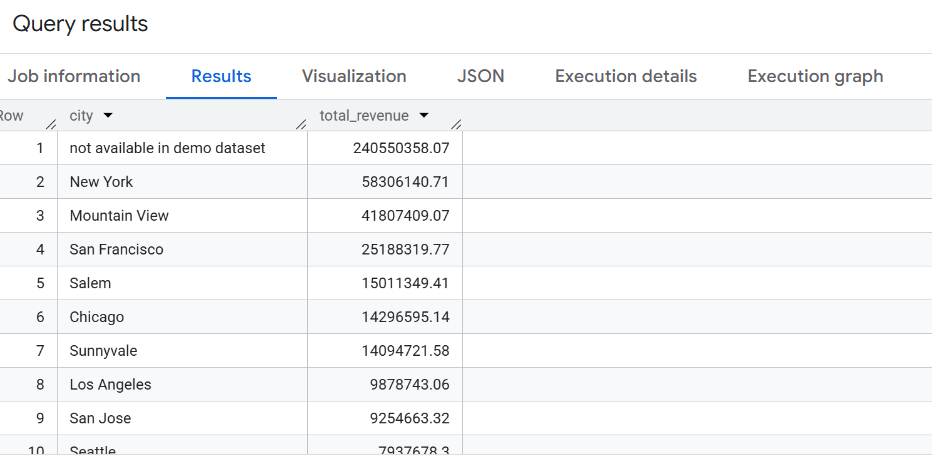 Query results
Job information Results Visualization JSON Execution details Execution graph
Row city total_revenue
1 not available in demo dataset 240550358.07
2 New York 58306140.71
3 Mountain View 41807409.07
4 San Francisco 25188319.77
5 Salem 15011349.41
6 Chicago 14296595.14
7 Sunnyvale 14094721.58
8 Los Angeles 9878743.06
9 San Jose 9254663.32
10 Seattle 7937678.3